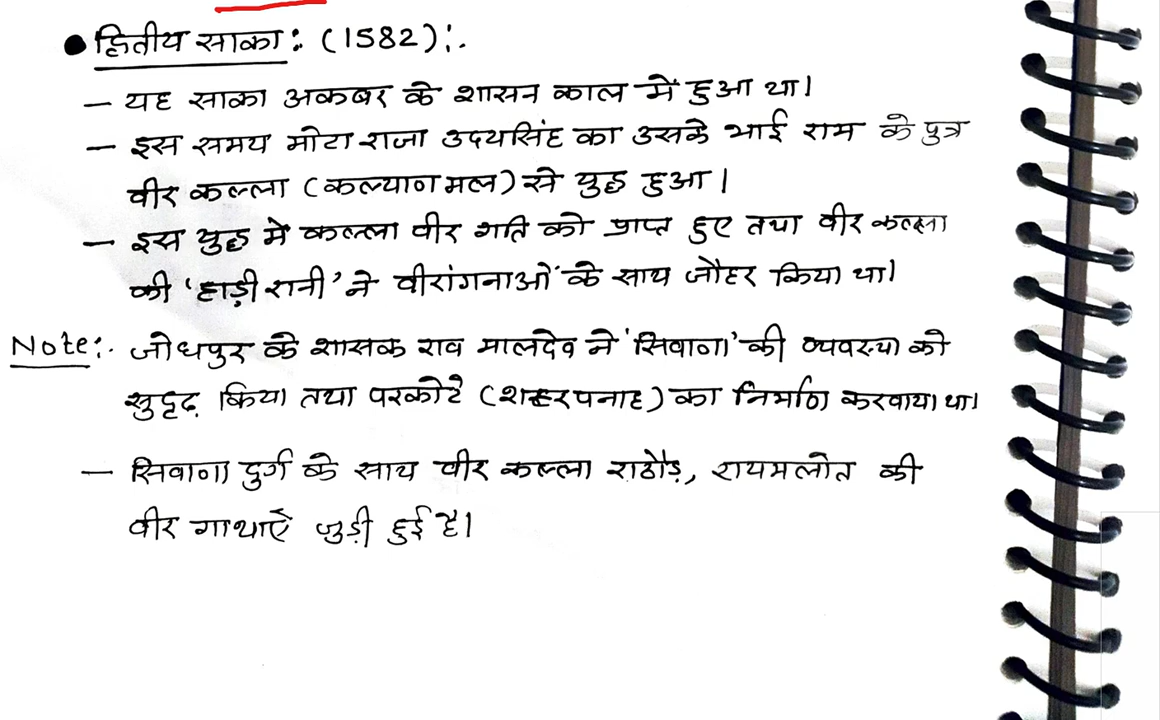 ● द्वितीय साका : (1582) :.
– यह साका अकबर के शासन काल में हुआ था।
– इस समय मोटा राजा उदयसिंह का उसके भाई राम के पुत्र
वीर कल्ला (कल्याण मल) से युद्ध हुआ।
– इस युद्ध मे कल्ला वीर गति को प्राप्त हुए तथा वीर कल्ला
की 'हाड़ी रानी' ने वीरांगनाओं के साथ जौहर किया था।
Note:. जोधपुर के शासक राव मालदेव ने 'सिवाणा' की व्यवस्था को
सुदृढ़ किया तथा परकोटे (शहरपनाह) का निर्माण करवाया था।
– सिवाणा दुर्ग के साथ वीर कल्ला राठौड़, रायमलोत की
वीर गाथाऐं जुड़ी हुई है।